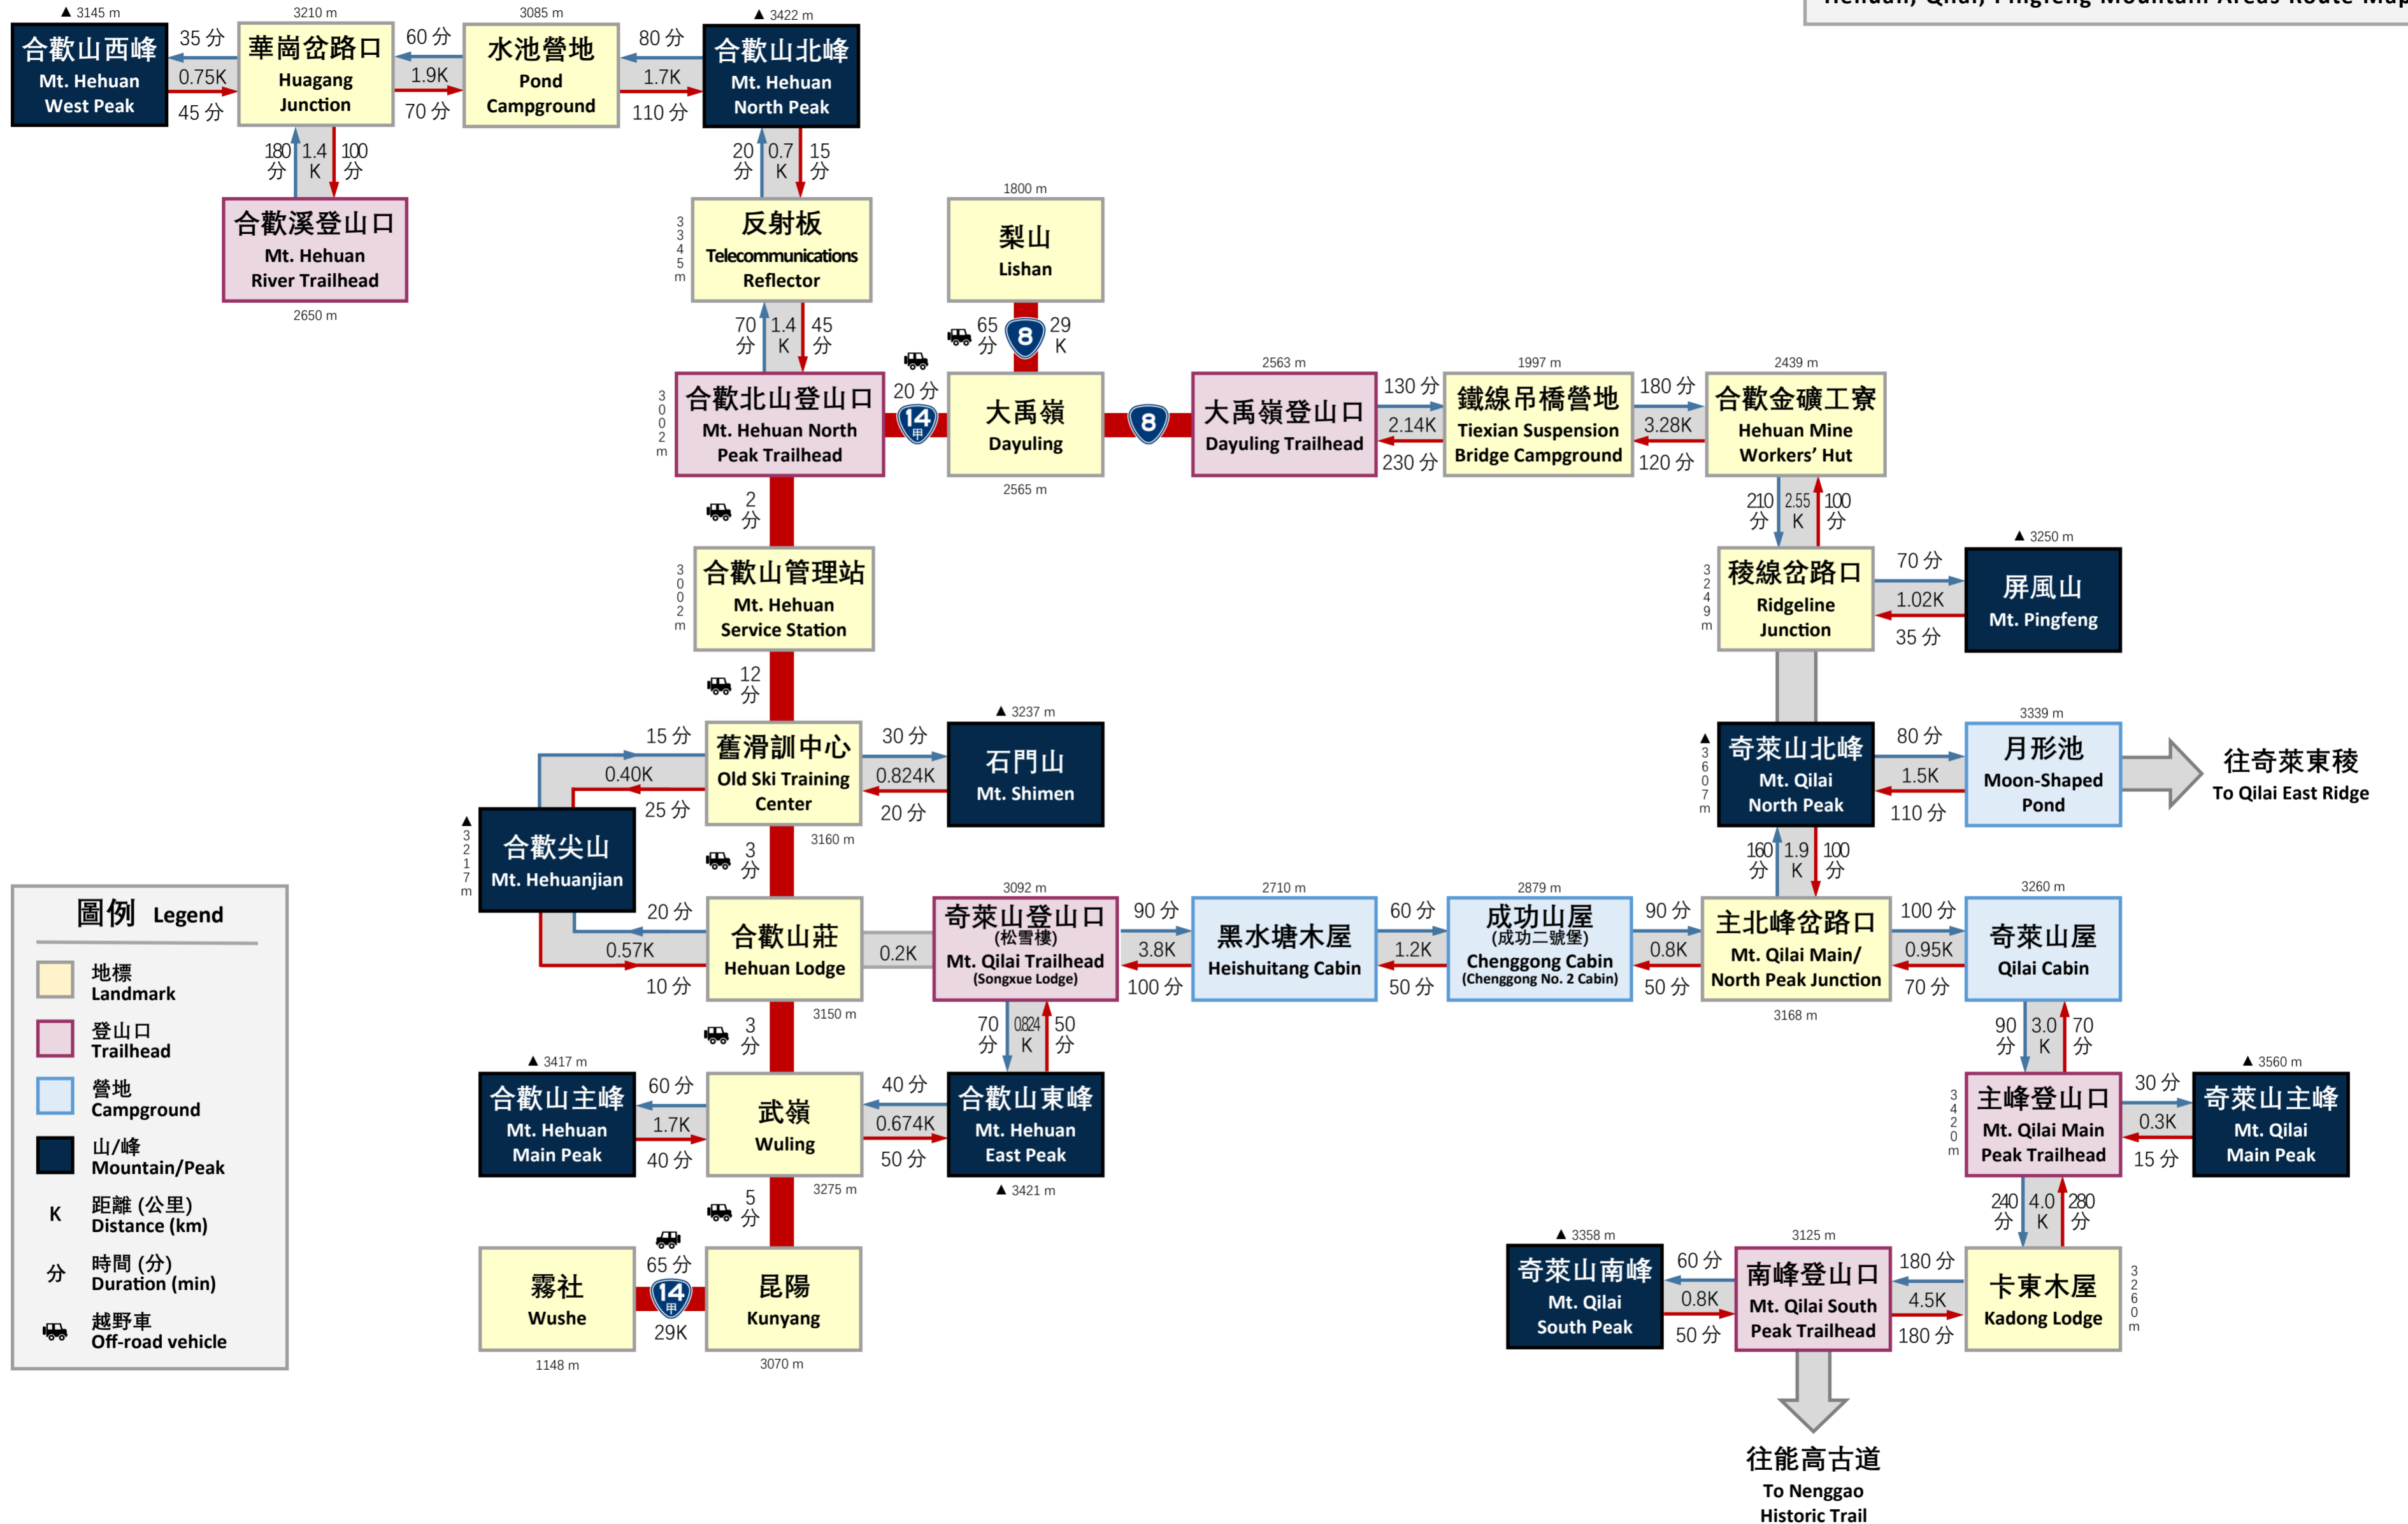 Hehuan, Qilai, Pingfeng Mountain Areas Route Map
▲ 3145 m
合歡山西峰
Mt. Hehuan
West Peak
35 分
0.75K
45 分
3210 m
華崗岔路口
Huagang
Junction
60 分
1.9K
70 分
3085 m
水池營地
Pond
Campground
80 分
1.7K
110 分
▲ 3422 m
合歡山北峰
Mt. Hehuan
North Peak
180 分
1.4 K
100 分
合歡溪登山口
Mt. Hehuan
River Trailhead
2650 m
20 分
0.7 K
15 分
3345m
反射板
Telecommunications
Reflector
1800 m
梨山
Lishan
70 分
1.4 K
45 分
65 分
8
29 K
3002m
合歡北山登山口
Mt. Hehuan North
Peak Trailhead
20 分
14
甲
大禹嶺
Dayuling
2565 m
8
2563 m
大禹嶺登山口
Dayuling Trailhead
130 分
2.14K
230 分
1997 m
鐵線吊橋營地
Tiexian Suspension
Bridge Campground
180 分
3.28K
120 分
2439 m
合歡金礦工寮
Hehuan Mine
Workers' Hut
2 分
210 分
2.55 K
100 分
3002m
合歡山管理站
Mt. Hehuan
Service Station
3249m
稜線岔路口
Ridgeline
Junction
70 分
1.02K
35 分
▲ 3250 m
屏風山
Mt. Pingfeng
12 分
15 分
0.40K
25 分
舊滑訓中心
Old Ski Training
Center
3160 m
30 分
0.824K
20 分
▲ 3237 m
石門山
Mt. Shimen
▲3607m
奇萊山北峰
Mt. Qilai
North Peak
80 分
1.5K
110 分
3339 m
月形池
Moon-Shaped
Pond
往奇萊東稜
To Qilai East Ridge
▲3217m
合歡尖山
Mt. Hehuanjian
3 分
160 分
1.9 K
100 分
20 分
0.57K
10 分
合歡山莊
Hehuan Lodge
3150 m
0.2K
3092 m
奇萊山登山口
(松雪樓)
Mt. Qilai Trailhead
(Songxue Lodge)
90 分
3.8K
100 分
2710 m
黑水塘木屋
Heishuitang Cabin
60 分
1.2K
50 分
2879 m
成功山屋
(成功二號堡)
Chenggong Cabin
(Chenggong No. 2 Cabin)
90 分
0.8K
50 分
主北峰岔路口
Mt. Qilai Main/
North Peak Junction
3168 m
100 分
0.95K
70 分
3260 m
奇萊山屋
Qilai Cabin
3 分
70 分
0.824 K
50 分
90 分
3.0 K
70 分
▲ 3417 m
合歡山主峰
Mt. Hehuan
Main Peak
60 分
1.7K
40 分
武嶺
Wuling
3275 m
40 分
0.674K
50 分
合歡山東峰
Mt. Hehuan
East Peak
▲ 3421 m
3420m
主峰登山口
Mt. Qilai Main
Peak Trailhead
30 分
0.3K
15 分
▲ 3560 m
奇萊山主峰
Mt. Qilai
Main Peak
5 分
240 分
4.0 K
280 分
霧社
Wushe
1148 m
65 分
14
甲
29K
昆陽
Kunyang
3070 m
▲ 3358 m
奇萊山南峰
Mt. Qilai
South Peak
60 分
0.8K
50 分
3125 m
南峰登山口
Mt. Qilai South
Peak Trailhead
180 分
4.5K
180 分
卡東木屋
Kadong Lodge
3260m
往能高古道
To Nenggao
Historic Trail
圖例 Legend
地標
Landmark
登山口
Trailhead
營地
Campground
山/峰
Mountain/Peak
K
距離 (公里)
Distance (km)
分
時間 (分)
Duration (min)
越野車
Off-road vehicle